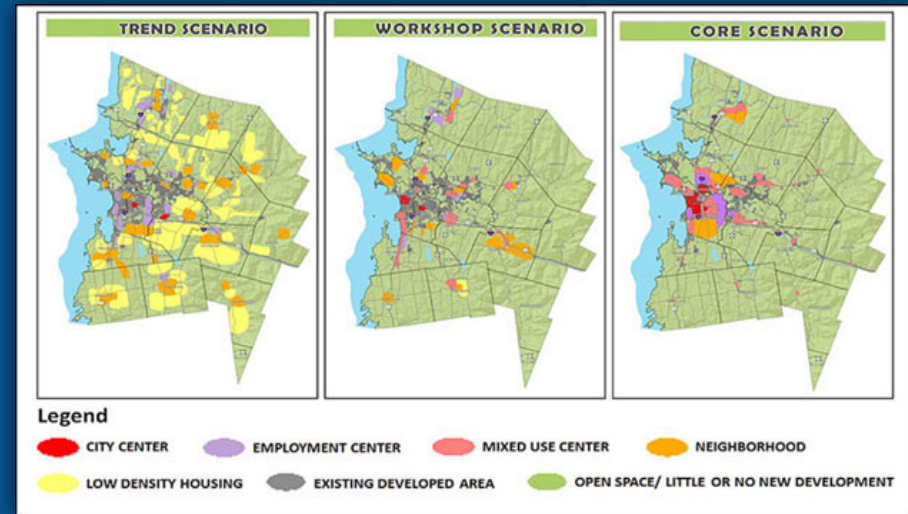 TREND SCENARIO
WORKSHOP SCENARIO
CORE SCENARIO
Legend
CITY CENTER
EMPLOYMENT CENTER
MIXED USE CENTER
NEIGHBORHOOD
LOW DENSITY HOUSING
EXISTING DEVELOPED AREA
OPEN SPACE/ LITTLE OR NO NEW DEVELOPMENT